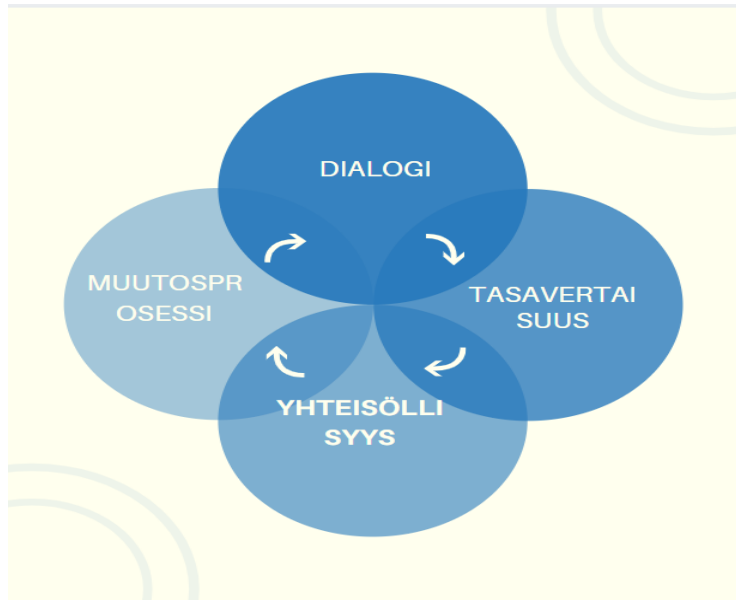 DIALOGI
MUUTOSPR
OSESSI
TASAVERTAI
SUUS
YHTEISÖLLI
SYYS